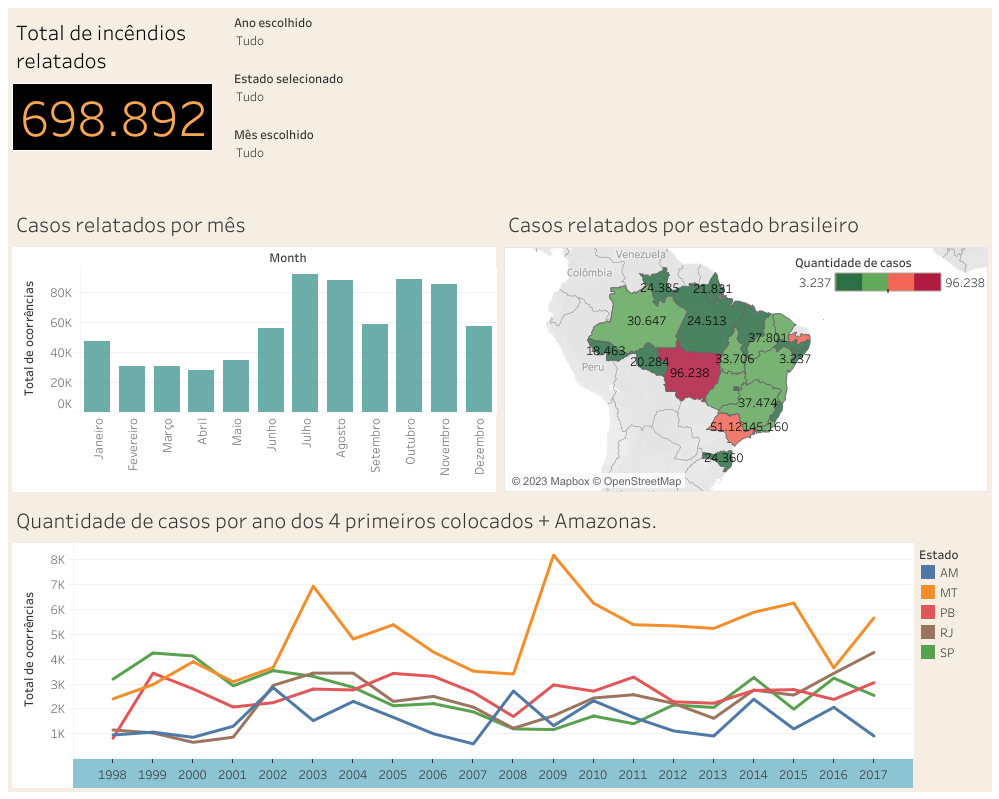 Total de incêndios
relatados
698.892
Ano escolhido
Tudo
Estado selecionado
Tudo
Mês escolhido
Tudo
Casos relatados por mês
Month
Total de ocorrências
80K
60K
40K
20K
0K
Janeiro
Fevereiro
Março
Abril
Maio
Junho
Julho
Agosto
Setembro
Outubro
Novembro
Dezembro
Casos relatados por estado brasileiro
Venezuela
Colômbia
Peru
Quantidade de casos
3.237
96.238
24.385
21.831
30.647
24.513
37.801
18.463
20.284
33.706
3.237
96.238
37.474
51.121
45.160
24.360
© 2023 Mapbox © OpenStreetMap
Quantidade de casos por ano dos 4 primeiros colocados + Amazonas.
Total de ocorrências
8K
7K
6K
5K
4K
3K
2K
1K
1998 1999 2000 2001 2002 2003 2004 2005 2006 2007 2008 2009 2010 2011 2012 2013 2014 2015 2016 2017
Estado
AM
MT
PB
RJ
SP